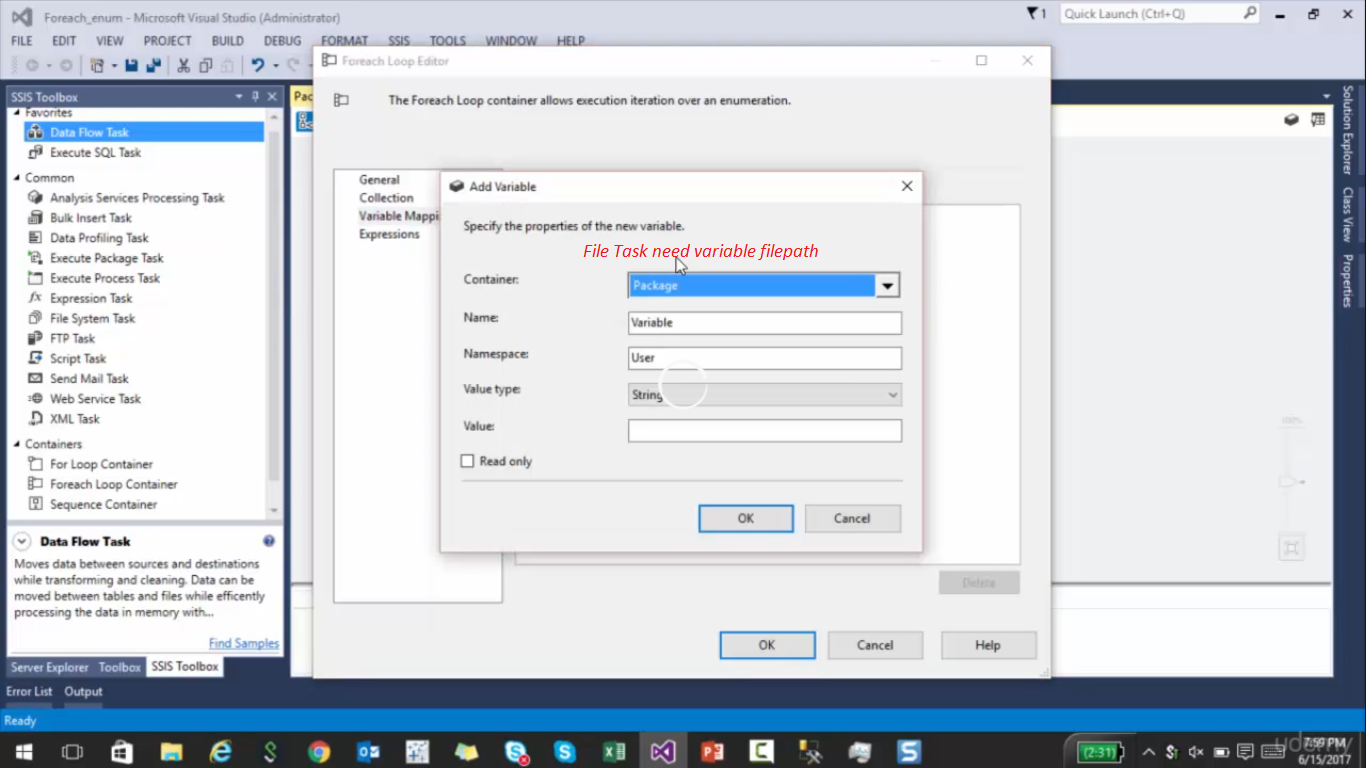 Foreach_enum - Microsoft Visual Studio (Administrator)
1
Quick Launch (Ctrl+Q)
FILE EDIT VIEW PROJECT BUILD DEBUG FORMAT SSIS TOOLS WINDOW HELP
SSIS Toolbox
Favorites
Data Flow Task
Execute SQL Task
Common
Analysis Services Processing Task
Bulk Insert Task
Data Profiling Task
Execute Package Task
Execute Process Task
Expression Task
File System Task
FTP Task
Script Task
Send Mail Task
Web Service Task
XML Task
Containers
For Loop Container
Foreach Loop Container
Sequence Container
Data Flow Task
Moves data between sources and destinations
while transforming and cleaning. Data can be
moved between tables and files while efficently
processing the data in memory with...
Find Samples
Server Explorer Toolbox SSIS Toolbox
Error List Output
Ready
Pac
Foreach Loop Editor
The Foreach Loop container allows execution iteration over an enumeration.
General
Collection
Variable Mappi
Expressions
Add Variable
Specify the properties of the new variable.
File Task need variable filepath
Container: Package
Name: Variable
Namespace: User
Value type: String
Value:
Read only
OK Cancel
Delete
OK Cancel Help
Solution Explorer
Class View
Properties
100%
(2:31)
7:59 PM
6/15/2017
udemy